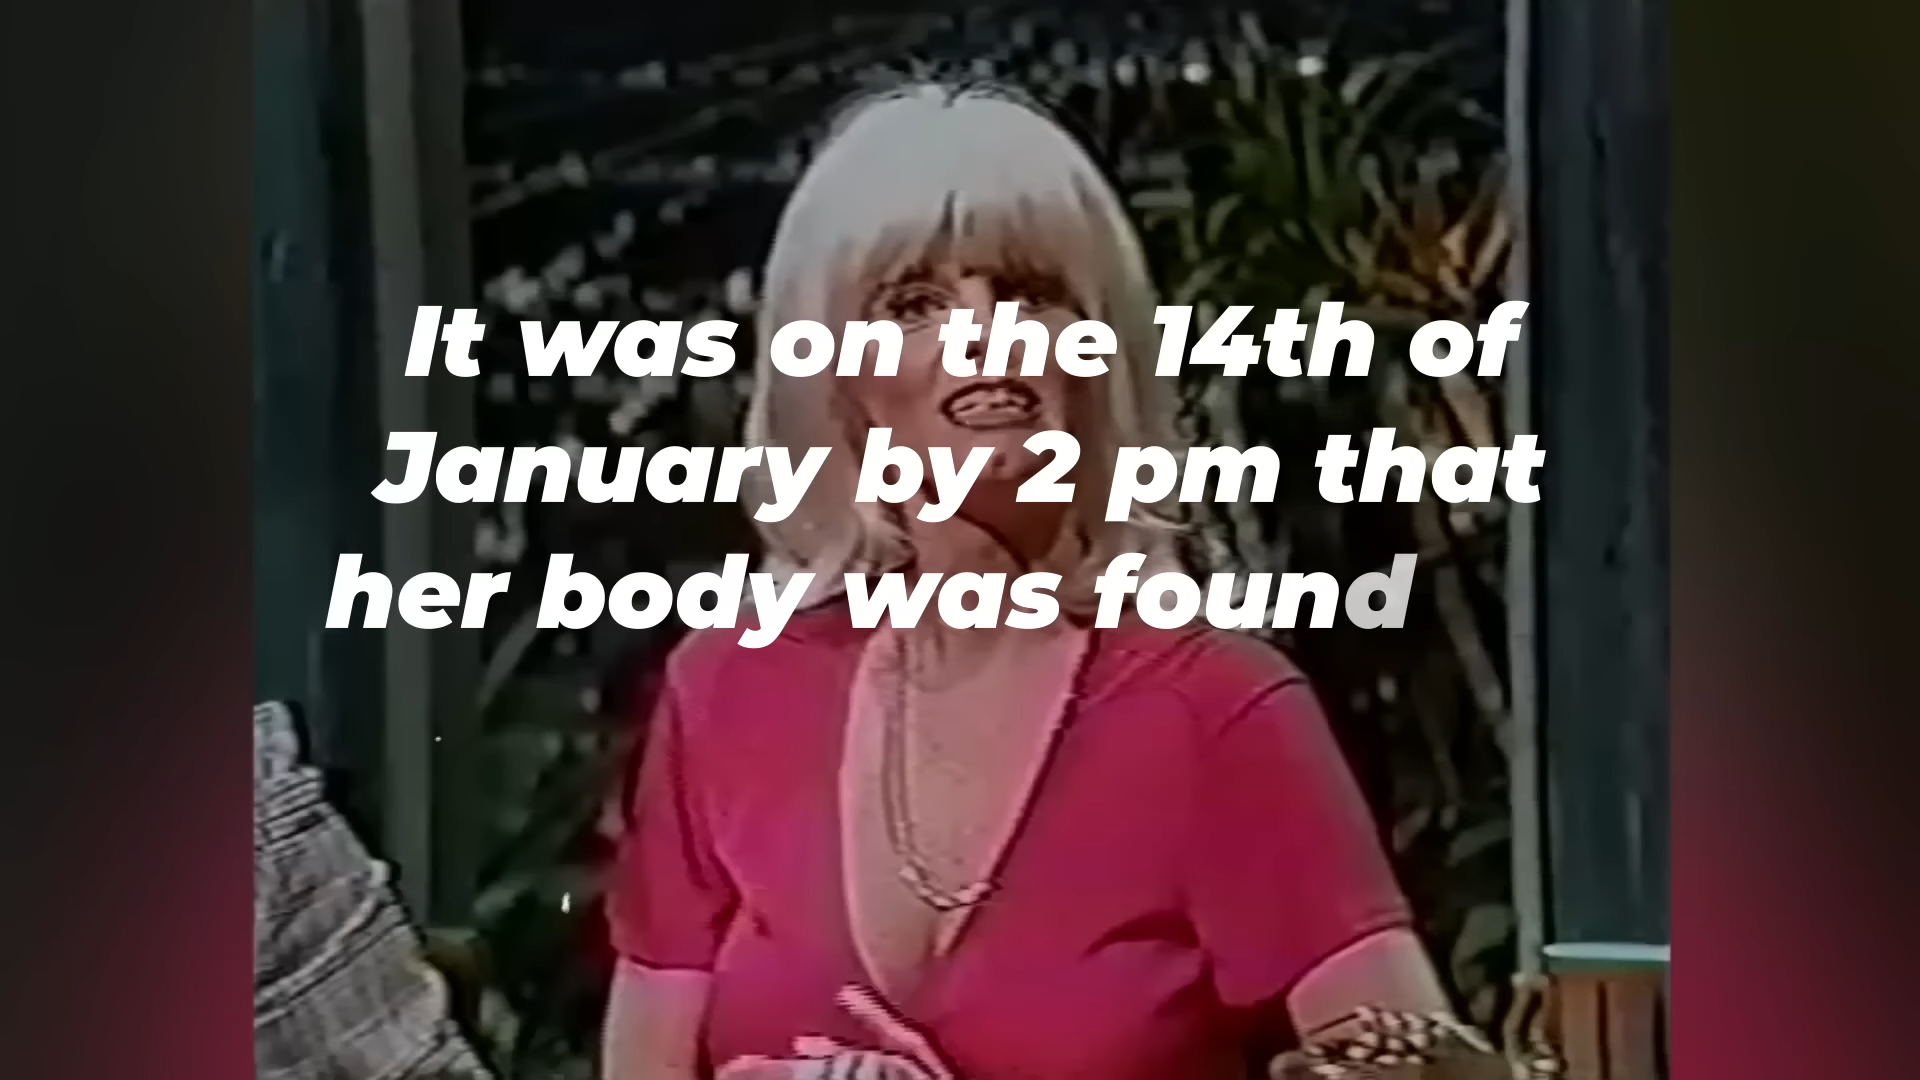 It was on the 14th of
January by 2 pm that
her body was found